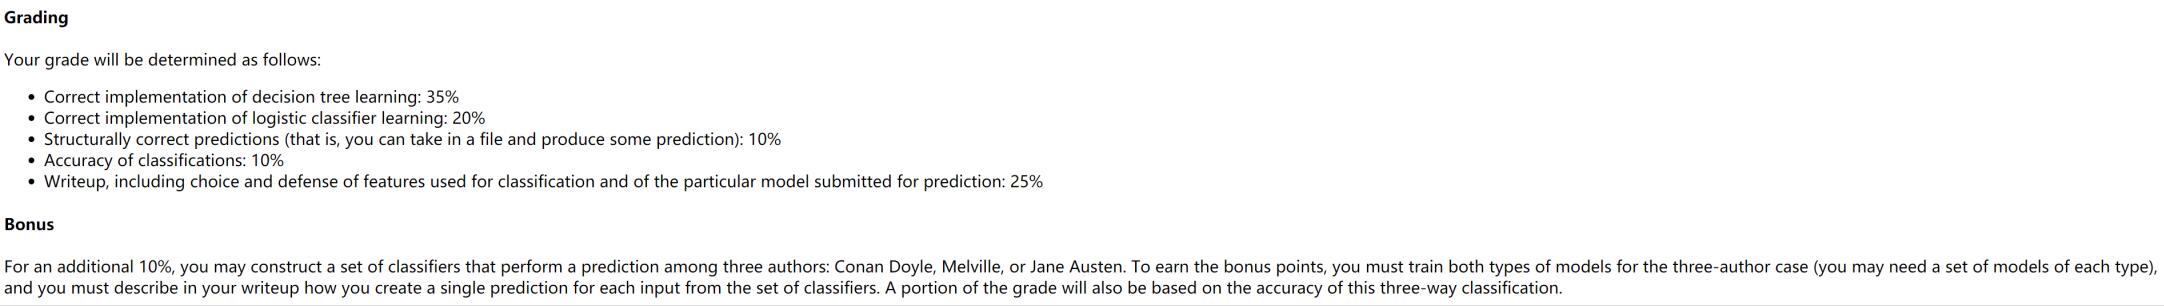 Grading
Your grade will be determined as follows:
• Correct implementation of decision tree learning: 35%
• Correct implementation of logistic classifier learning: 20%
• Structurally correct predictions (that is, you can take in a file and produce some prediction): 10%
• Accuracy of classifications: 10%
• Writeup, including choice and defense of features used for classification and of the particular model submitted for prediction: 25%
Bonus
For an additional 10%, you may construct a set of classifiers that perform a prediction among three authors: Conan Doyle, Melville, or Jane Austen. To earn the bonus points, you must train both types of models for the three-author case (you may need a set of models of each type),
and you must describe in your writeup how you create a single prediction for each input from the set of classifiers. A portion of the grade will also be based on the accuracy of this three-way classification.